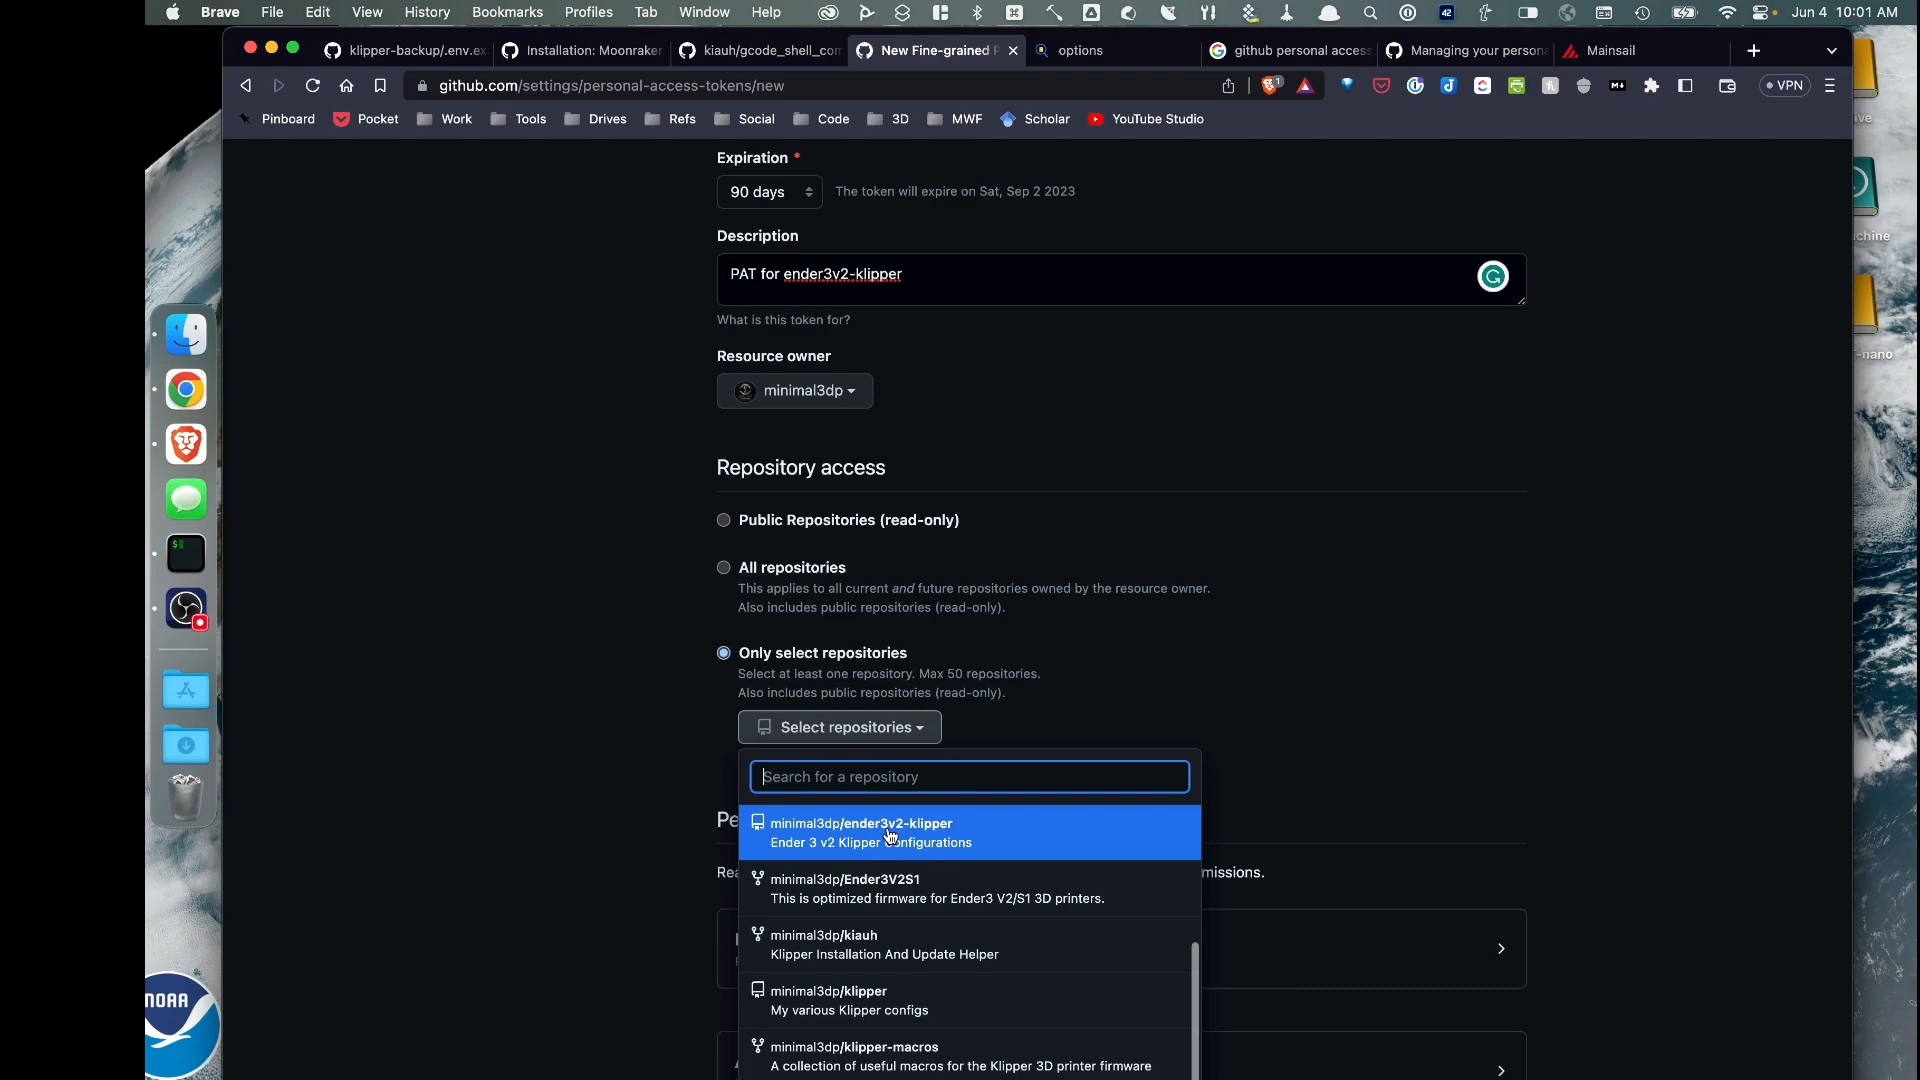 Brave File Edit View History Bookmarks Profiles Tab Window Help 42 Jun 4 10:01 AM
klipper-backup/.env.ex Installation: Moonraker kiauh/gcode_shell_com New Fine-grained P options github personal access Managing your persona Mainsail
github.com/settings/personal-access-tokens/new 1 VPN
Pinboard Pocket Work Tools Drives Refs Social Code 3D MWF Scholar YouTube Studio
Expiration *
90 days The token will expire on Sat, Sep 2 2023
Description
PAT for ender3v2-klipper
What is this token for?
Resource owner
minimal3dp
Repository access
Public Repositories (read-only)
All repositories
This applies to all current and future repositories owned by the resource owner.
Also includes public repositories (read-only).
Only select repositories
Select at least one repository. Max 50 repositories.
Also includes public repositories (read-only).
Select repositories
Search for a repository
minimal3dp/ender3v2-klipper
Ender 3 v2 Klipper Configurations
minimal3dp/Ender3V2S1
This is optimized firmware for Ender3 V2/S1 3D printers.
minimal3dp/kiauh
Klipper Installation And Update Helper
minimal3dp/klipper
My various Klipper configs
minimal3dp/klipper-macros
A collection of useful macros for the Klipper 3D printer firmware
Pe
Rea missions.
ive
chine
-nano
NOAA